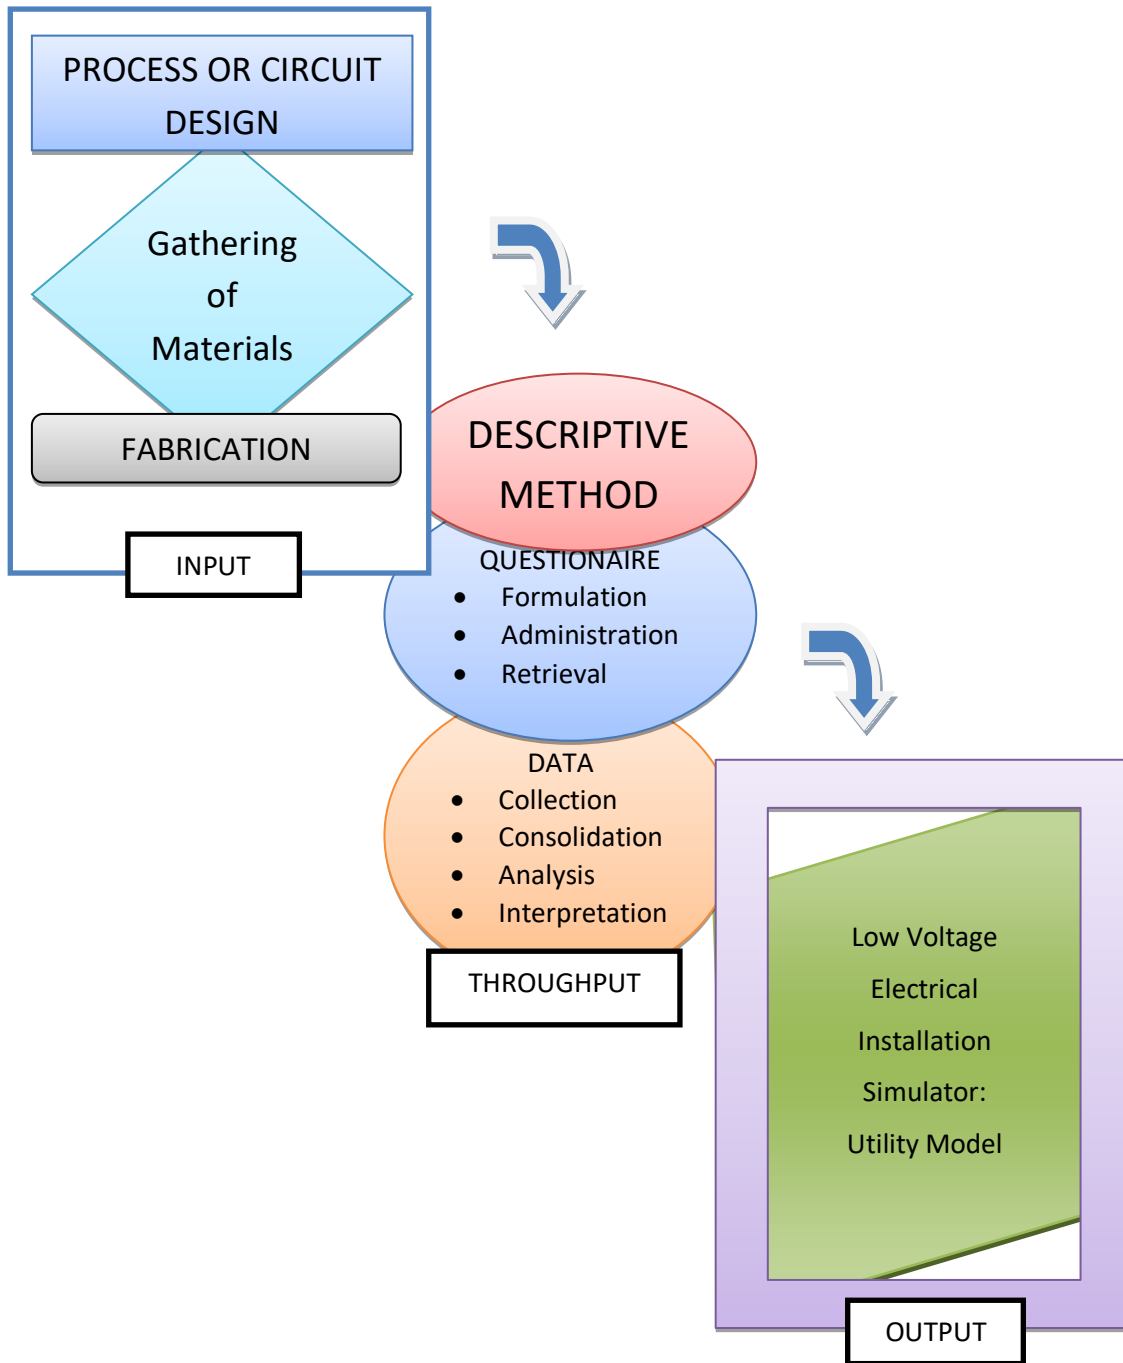 PROCESS OR CIRCUIT
DESIGN
Gathering
of
Materials
FABRICATION
INPUT
DESCRIPTIVE
METHOD
QUESTIONAIRE
• Formulation
• Administration
• Retrieval
DATA
• Collection
• Consolidation
• Analysis
• Interpretation
THROUGHPUT
Low Voltage
Electrical
Installation
Simulator:
Utility Model
OUTPUT